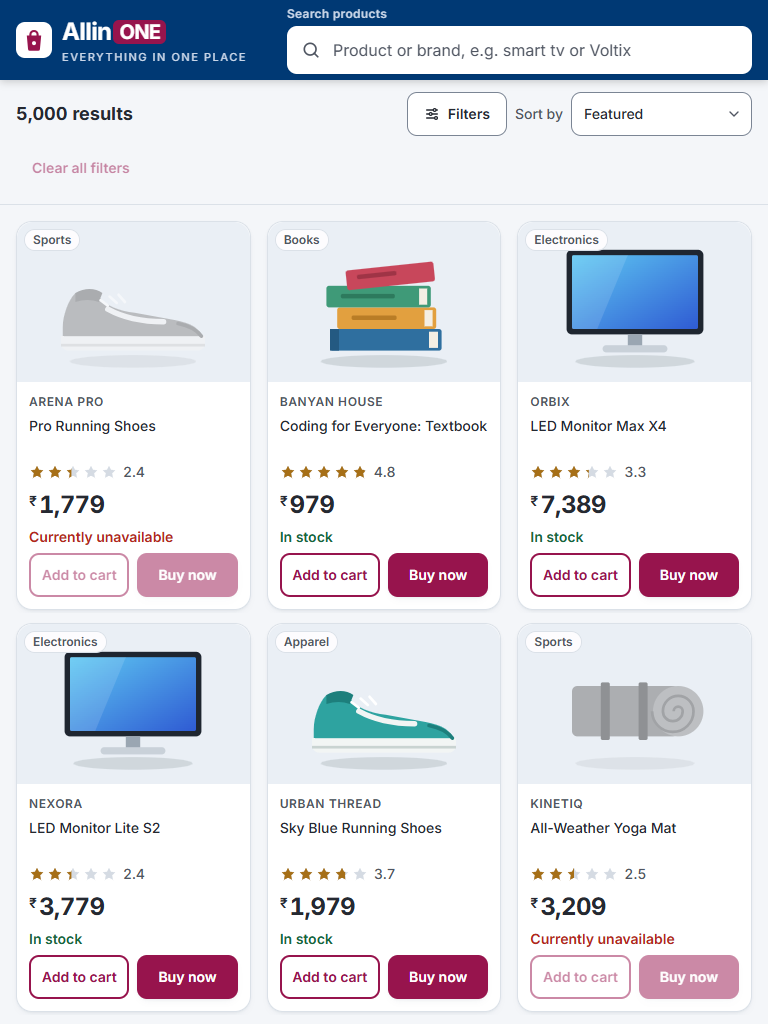 Allin ONE
EVERYTHING IN ONE PLACE
Search products
Product or brand, e.g. smart tv or Voltix
5,000 results
Filters
Sort by
Featured
Clear all filters
Sports
ARENA PRO
Pro Running Shoes
2.4
₹1,779
Currently unavailable
Add to cart
Buy now
Books
BANYAN HOUSE
Coding for Everyone: Textbook
4.8
₹979
In stock
Add to cart
Buy now
Electronics
ORBIX
LED Monitor Max X4
3.3
₹7,389
In stock
Add to cart
Buy now
Electronics
NEXORA
LED Monitor Lite S2
2.4
₹3,779
In stock
Add to cart
Buy now
Apparel
URBAN THREAD
Sky Blue Running Shoes
3.7
₹1,979
In stock
Add to cart
Buy now
Sports
KINETIQ
All-Weather Yoga Mat
2.5
₹3,209
Currently unavailable
Add to cart
Buy now